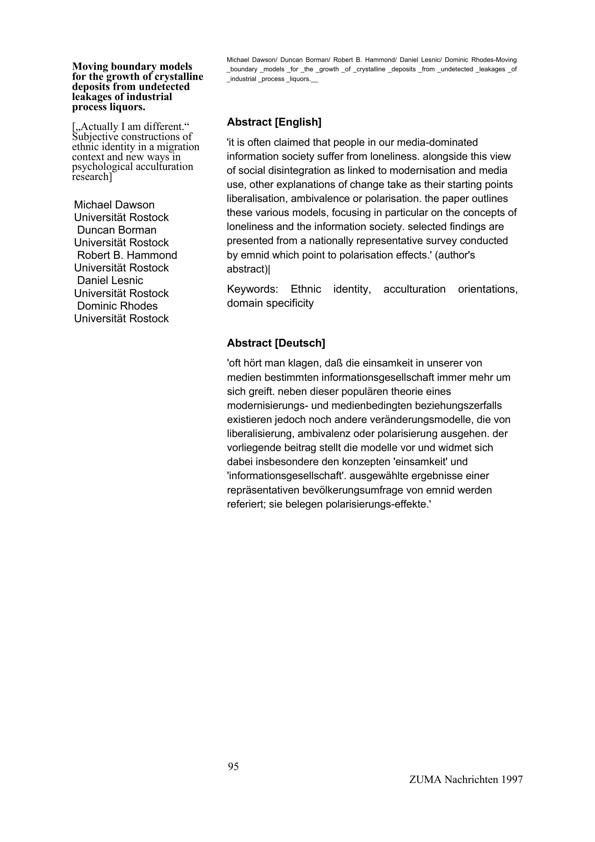 Moving boundary models
for the growth of crystalline
deposits from undetected
leakages of industrial
process liquors.
[„Actually I am different.“
Subjective constructions of
ethnic identity in a migration
context and new ways in
psychological acculturation
research]
Michael Dawson
Universität Rostock
Duncan Borman
Universität Rostock
Robert B. Hammond
Universität Rostock
Daniel Lesnic
Universität Rostock
Dominic Rhodes
Universität Rostock
Michael Dawson/ Duncan Borman/ Robert B. Hammond/ Daniel Lesnic/ Dominic Rhodes-Moving
_boundary _models _for _the _growth _of _crystalline _deposits _from _undetected _leakages _of
_industrial _process _liquors.__
Abstract [English]
'it is often claimed that people in our media-dominated
information society suffer from loneliness. alongside this view
of social disintegration as linked to modernisation and media
use, other explanations of change take as their starting points
liberalisation, ambivalence or polarisation. the paper outlines
these various models, focusing in particular on the concepts of
loneliness and the information society. selected findings are
presented from a nationally representative survey conducted
by emnid which point to polarisation effects.' (author's
abstract)|
Keywords: Ethnic identity, acculturation orientations,
domain specificity
Abstract [Deutsch]
'oft hört man klagen, daß die einsamkeit in unserer von
medien bestimmten informationsgesellschaft immer mehr um
sich greift. neben dieser populären theorie eines
modernisierungs- und medienbedingten beziehungszerfalls
existieren jedoch noch andere veränderungsmodelle, die von
liberalisierung, ambivalenz oder polarisierung ausgehen. der
vorliegende beitrag stellt die modelle vor und widmet sich
dabei insbesondere den konzepten 'einsamkeit' und
'informationsgesellschaft'. ausgewählte ergebnisse einer
repräsentativen bevölkerungsumfrage von emnid werden
referiert; sie belegen polarisierungs-effekte.'
95
ZUMA Nachrichten 1997